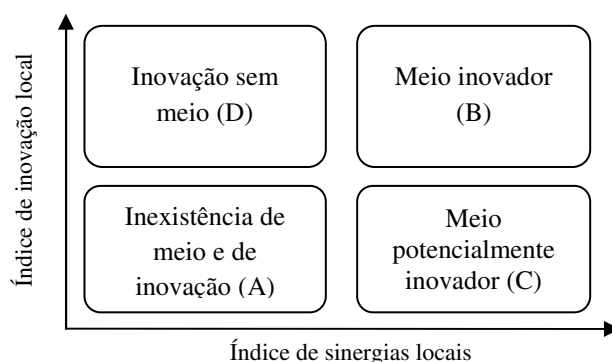 Índice de inovação local
Inovação sem
meio (D)
Meio inovador
(B)
Inexistência de
meio e de
inovação (A)
Meio
potencialmente
inovador (C)
Índice de sinergias locais